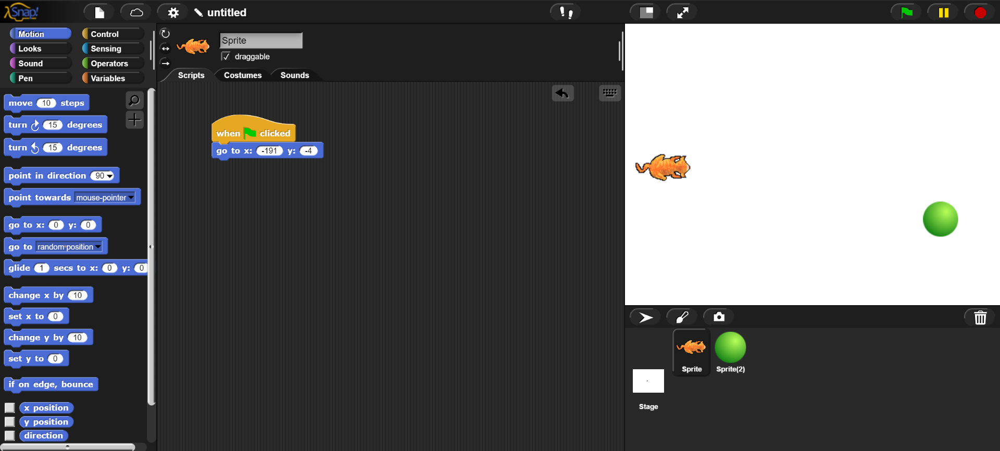 λSnap!
untitled
Motion
Control
Looks
Sensing
Sound
Operators
Pen
Variables
Sprite
draggable
Scripts
Costumes
Sounds
move 10 steps
turn 15 degrees
turn 15 degrees
point in direction 90
point towards mouse-pointer
go to x: 0 y: 0
go to random position
glide 1 secs to x: 0 y: 0
change x by 10
set x to 0
change y by 10
set y to 0
if on edge, bounce
x position
y position
direction
when clicked
go to x: -191 y: -4
Sprite
Sprite(2)
Stage